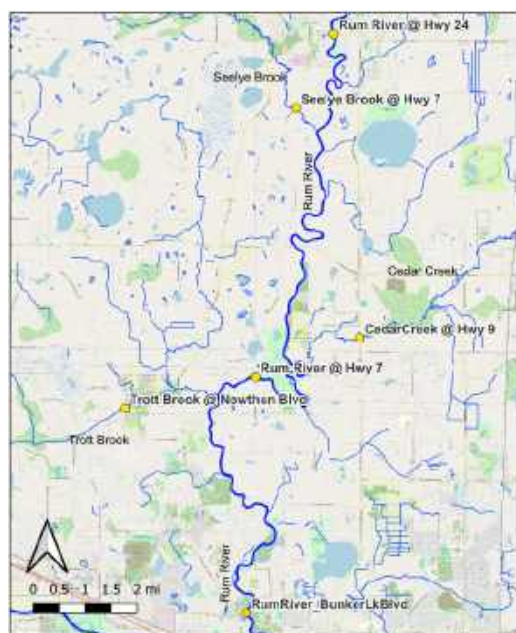 Rum River @ Hwy 24
Seelye Brook
Seelye Brook @ Hwy 7
Rum River
Cedar Creek
CedarCreek @ Hwy 9
Rum River @ Hwy 7
Trott Brook @ Nowthen Blvd
Trott Brook
Rum River
0 0.5 1 1.5 2 mi
RumRiver_BunkerLkBlvd